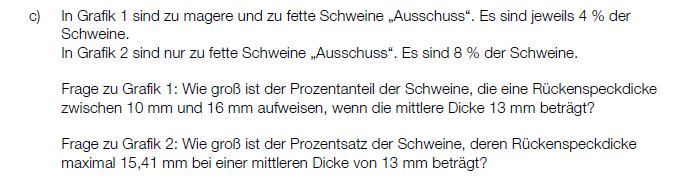 c) In Grafik 1 sind zu magere und zu fette Schweine „Ausschuss“. Es sind jeweils 4 % der
Schweine.
In Grafik 2 sind nur zu fette Schweine „Ausschuss“. Es sind 8 % der Schweine.
Frage zu Grafik 1: Wie groß ist der Prozentanteil der Schweine, die eine Rückenspeckdicke
zwischen 10 mm und 16 mm aufweisen, wenn die mittlere Dicke 13 mm beträgt?
Frage zu Grafik 2: Wie groß ist der Prozentsatz der Schweine, deren Rückenspeckdicke
maximal 15,41 mm bei einer mittleren Dicke von 13 mm beträgt?